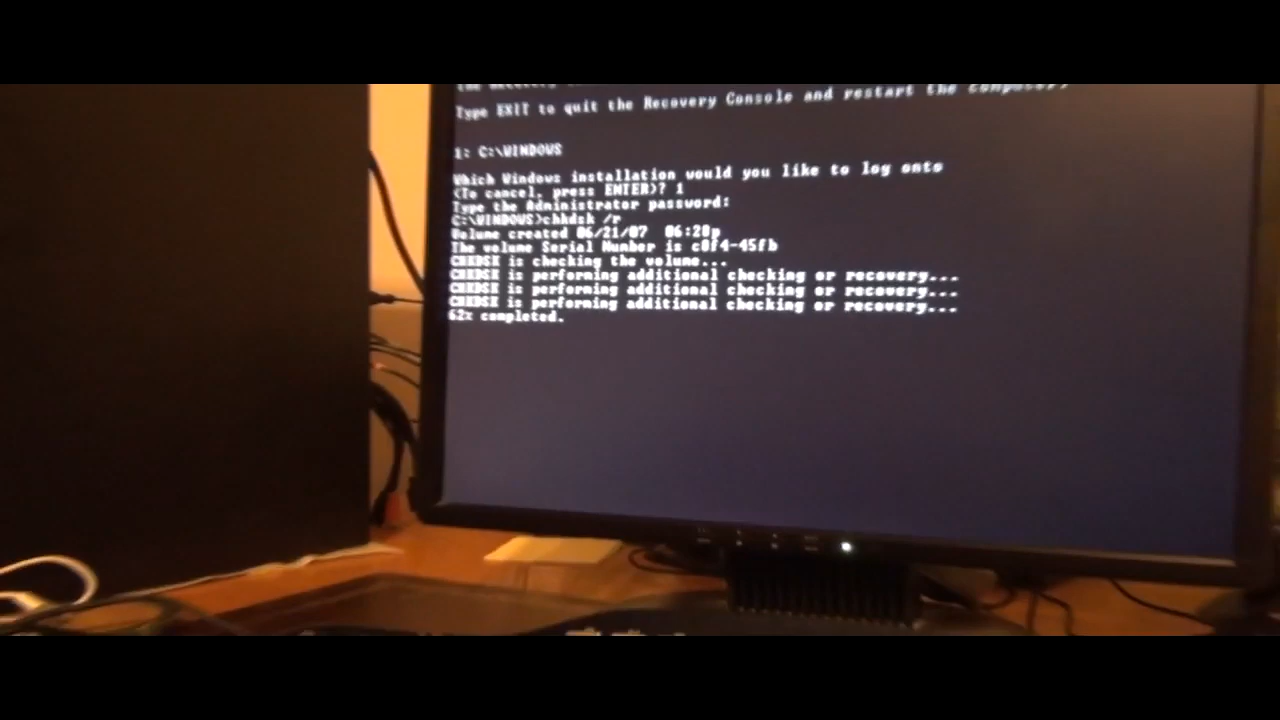 Type EXIT to quit the Recovery Console and restart the computer.
1: C:\WINDOWS
Which Windows installation would you like to log onto
(To cancel, press ENTER)? 1
Type the Administrator password:
C:\WINDOWS>chkdsk /r
Volume created 06/21/07 06:20p
The volume Serial Number is c0f4-45fb
CHKDSK is checking the volume...
CHKDSK is performing additional checking or recovery...
CHKDSK is performing additional checking or recovery...
CHKDSK is performing additional checking or recovery...
62% completed.